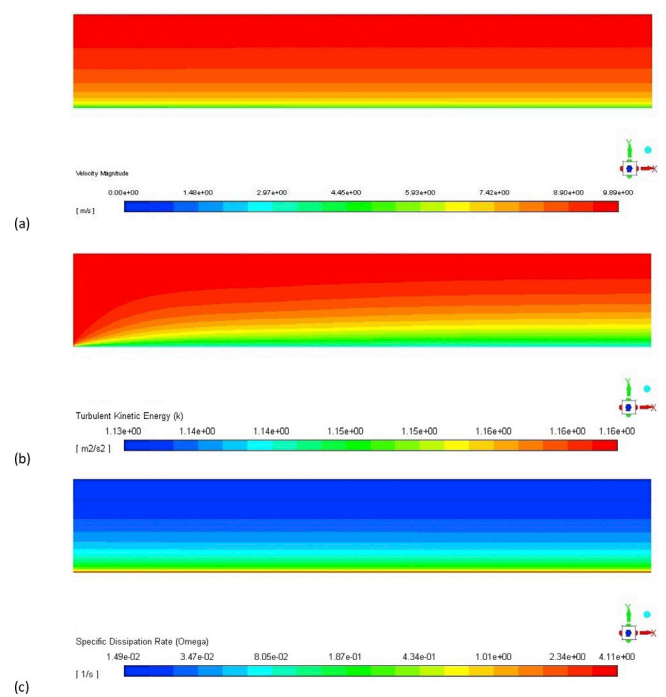 Velocity Magnitude
0.00e+00 1.48e+00 2.97e+00 4.45e+00 5.93e+00 7.42e+00 8.90e+00 9.89e+00
[ m/s ]
Y
X
(a)
Turbulent Kinetic Energy (k)
1.13e+00 1.14e+00 1.14e+00 1.15e+00 1.15e+00 1.16e+00 1.16e+00 1.16e+00
[ m2/s2 ]
Y
X
(b)
Specific Dissipation Rate (Omega)
1.49e-02 3.47e-02 8.05e-02 1.87e-01 4.34e-01 1.01e+00 2.34e+00 4.11e+00
[ 1/s ]
Y
X
(c)